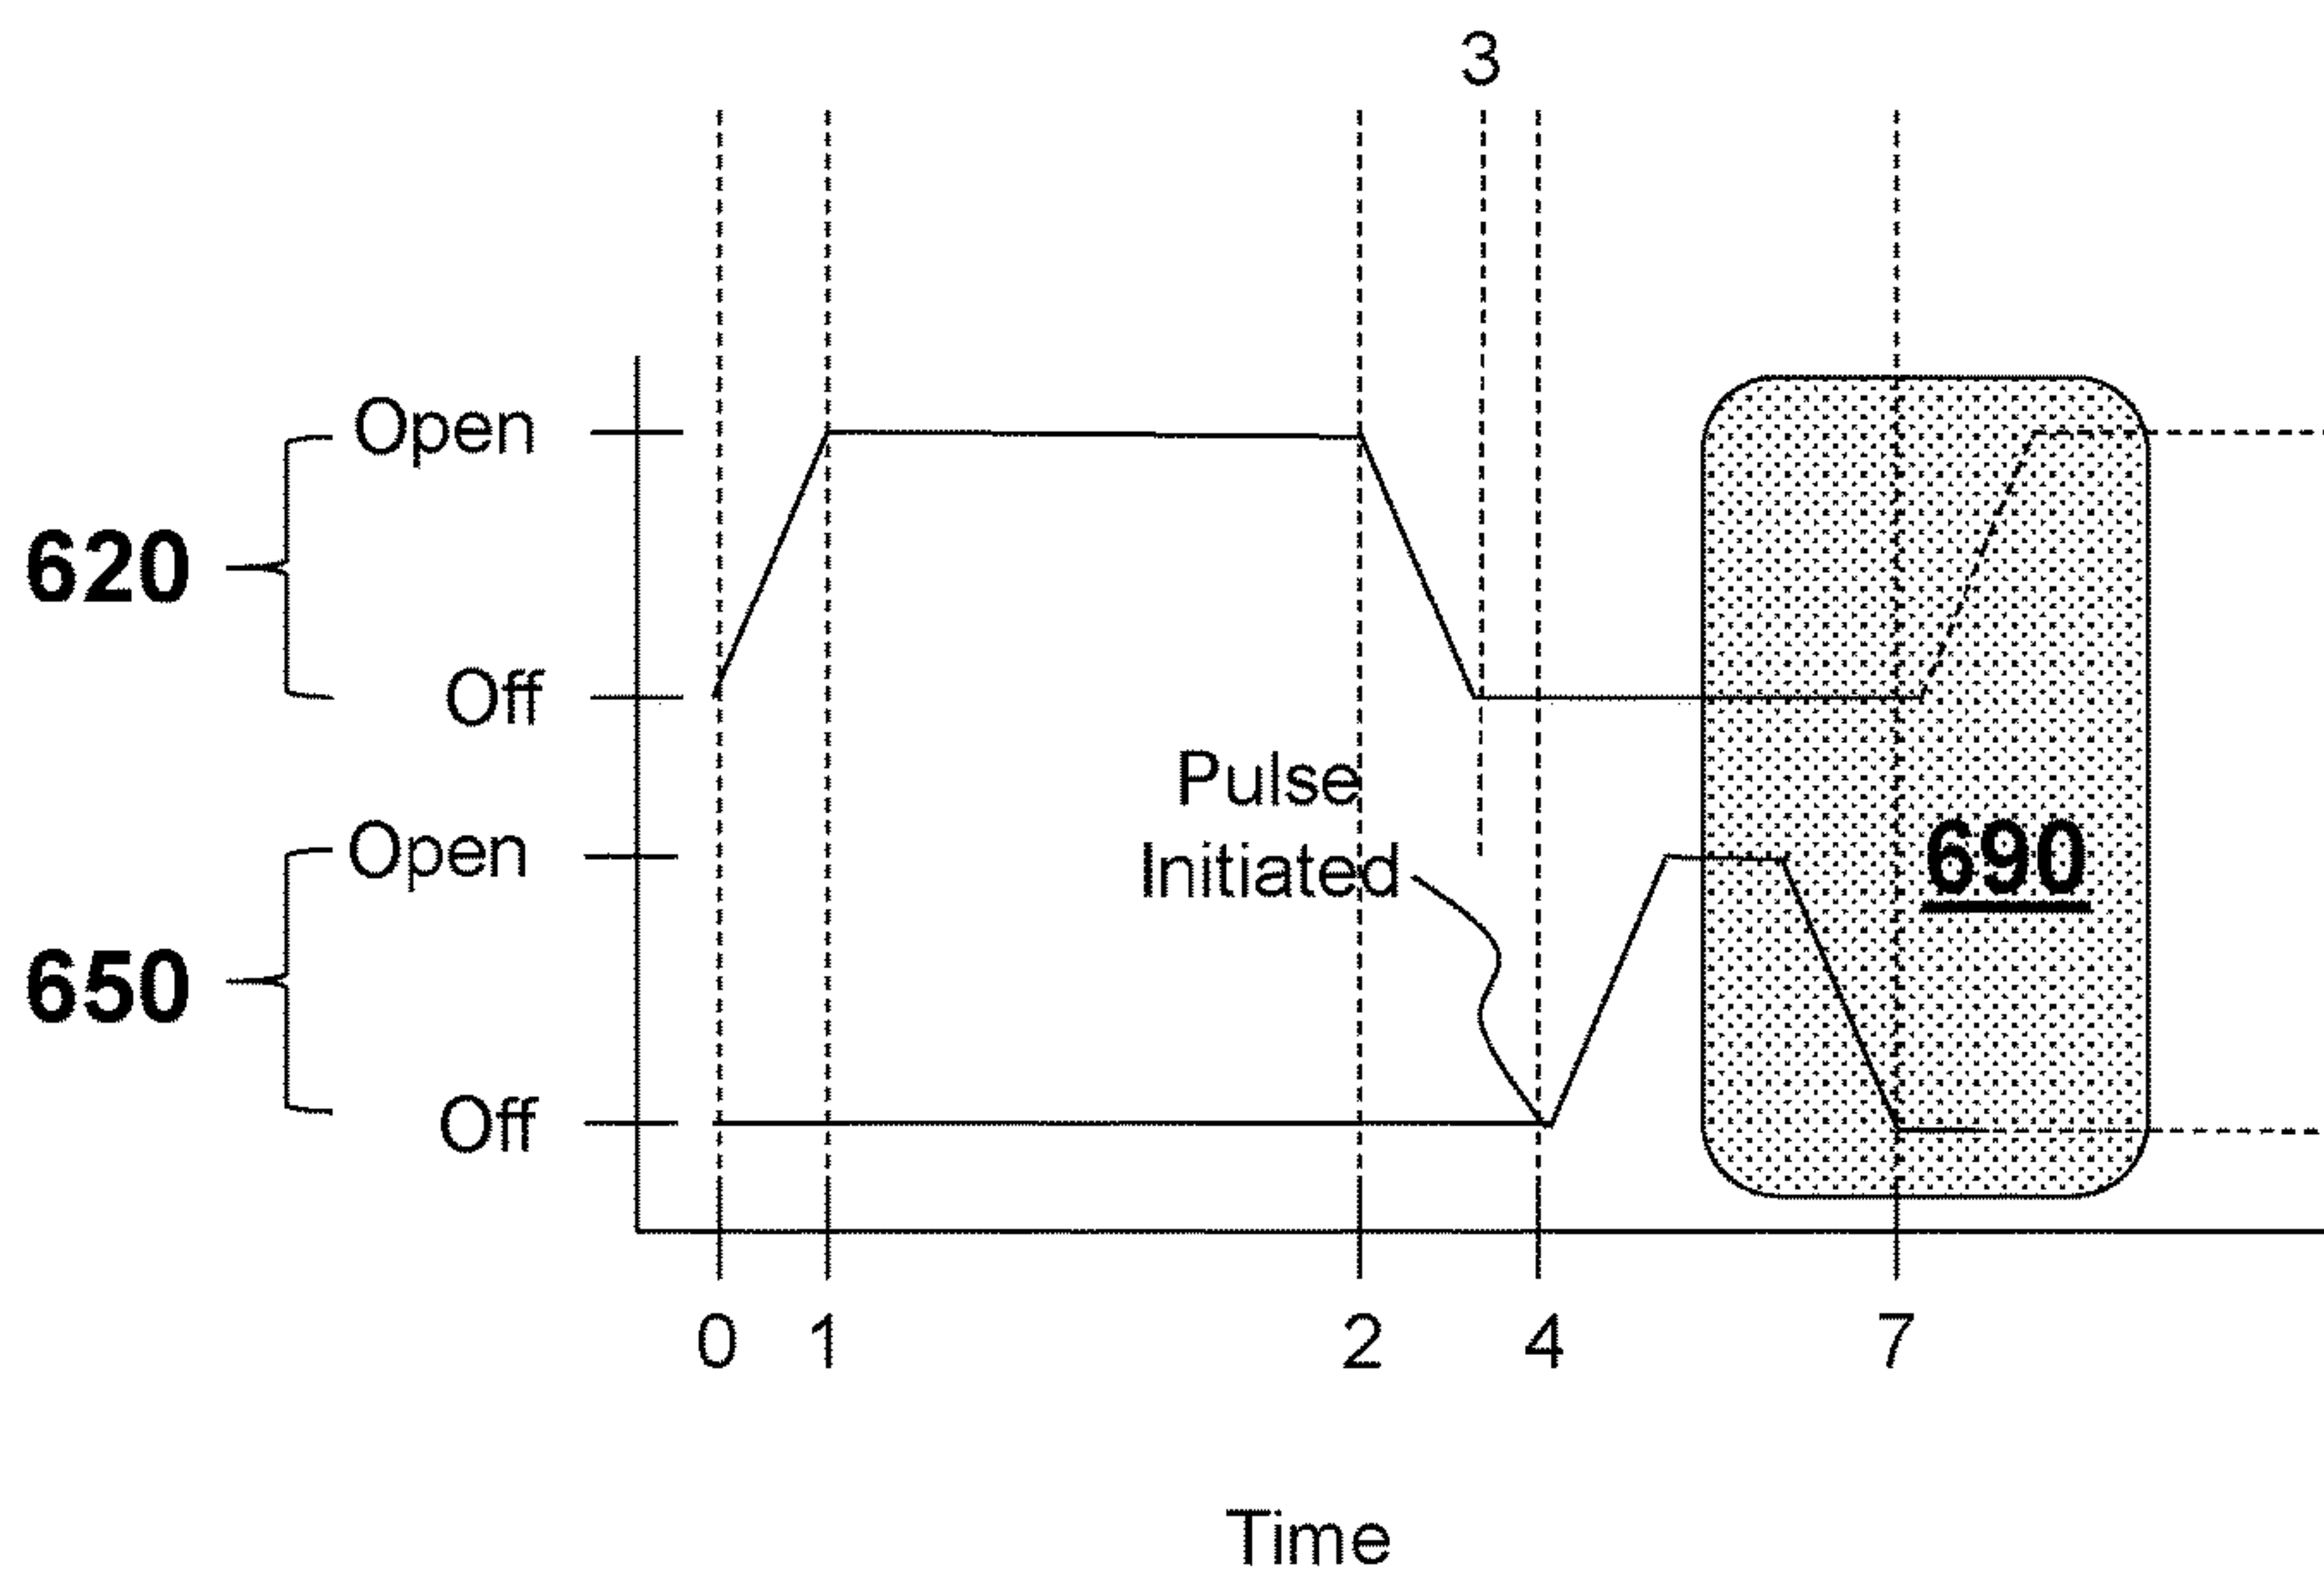 3
Open
620
Off
Pulse
Open
Initiated
690
650
Off
0 1 2 4 7
Time